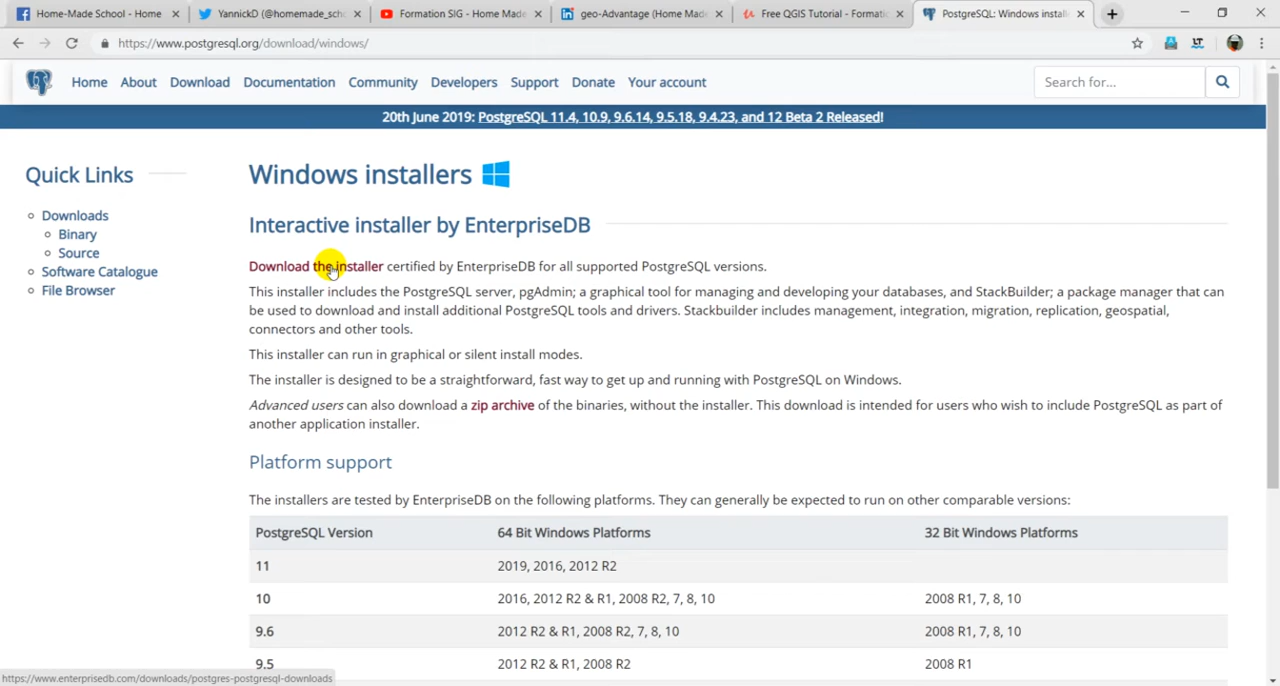 Home-Made School - Home
YannickD (@homemade_sch
Formation SIG - Home Made
geo-Advantage (Home Made
Free QGIS Tutorial - Formatio
PostgreSQL: Windows install
https://www.postgresql.org/download/windows/
Home About Download Documentation Community Developers Support Donate Your account
Search for...
20th June 2019: PostgreSQL 11.4, 10.9, 9.6.14, 9.5.18, 9.4.23, and 12 Beta 2 Released!
Quick Links
Downloads
Binary
Source
Software Catalogue
File Browser
Windows installers
Interactive installer by EnterpriseDB
Download the installer certified by EnterpriseDB for all supported PostgreSQL versions.
This installer includes the PostgreSQL server, pgAdmin; a graphical tool for managing and developing your databases, and StackBuilder; a package manager that can
be used to download and install additional PostgreSQL tools and drivers. Stackbuilder includes management, integration, migration, replication, geospatial,
connectors and other tools.
This installer can run in graphical or silent install modes.
The installer is designed to be a straightforward, fast way to get up and running with PostgreSQL on Windows.
Advanced users can also download a zip archive of the binaries, without the installer. This download is intended for users who wish to include PostgreSQL as part of
another application installer.
Platform support
The installers are tested by EnterpriseDB on the following platforms. They can generally be expected to run on other comparable versions:
PostgreSQL Version 64 Bit Windows Platforms 32 Bit Windows Platforms
11 2019, 2016, 2012 R2
10 2016, 2012 R2 & R1, 2008 R2, 7, 8, 10 2008 R1, 7, 8, 10
9.6 2012 R2 & R1, 2008 R2, 7, 8, 10 2008 R1, 7, 8, 10
9.5 2012 R2 & R1, 2008 R2 2008 R1
https://www.enterprisedb.com/downloads/postgres-postgresql-downloads